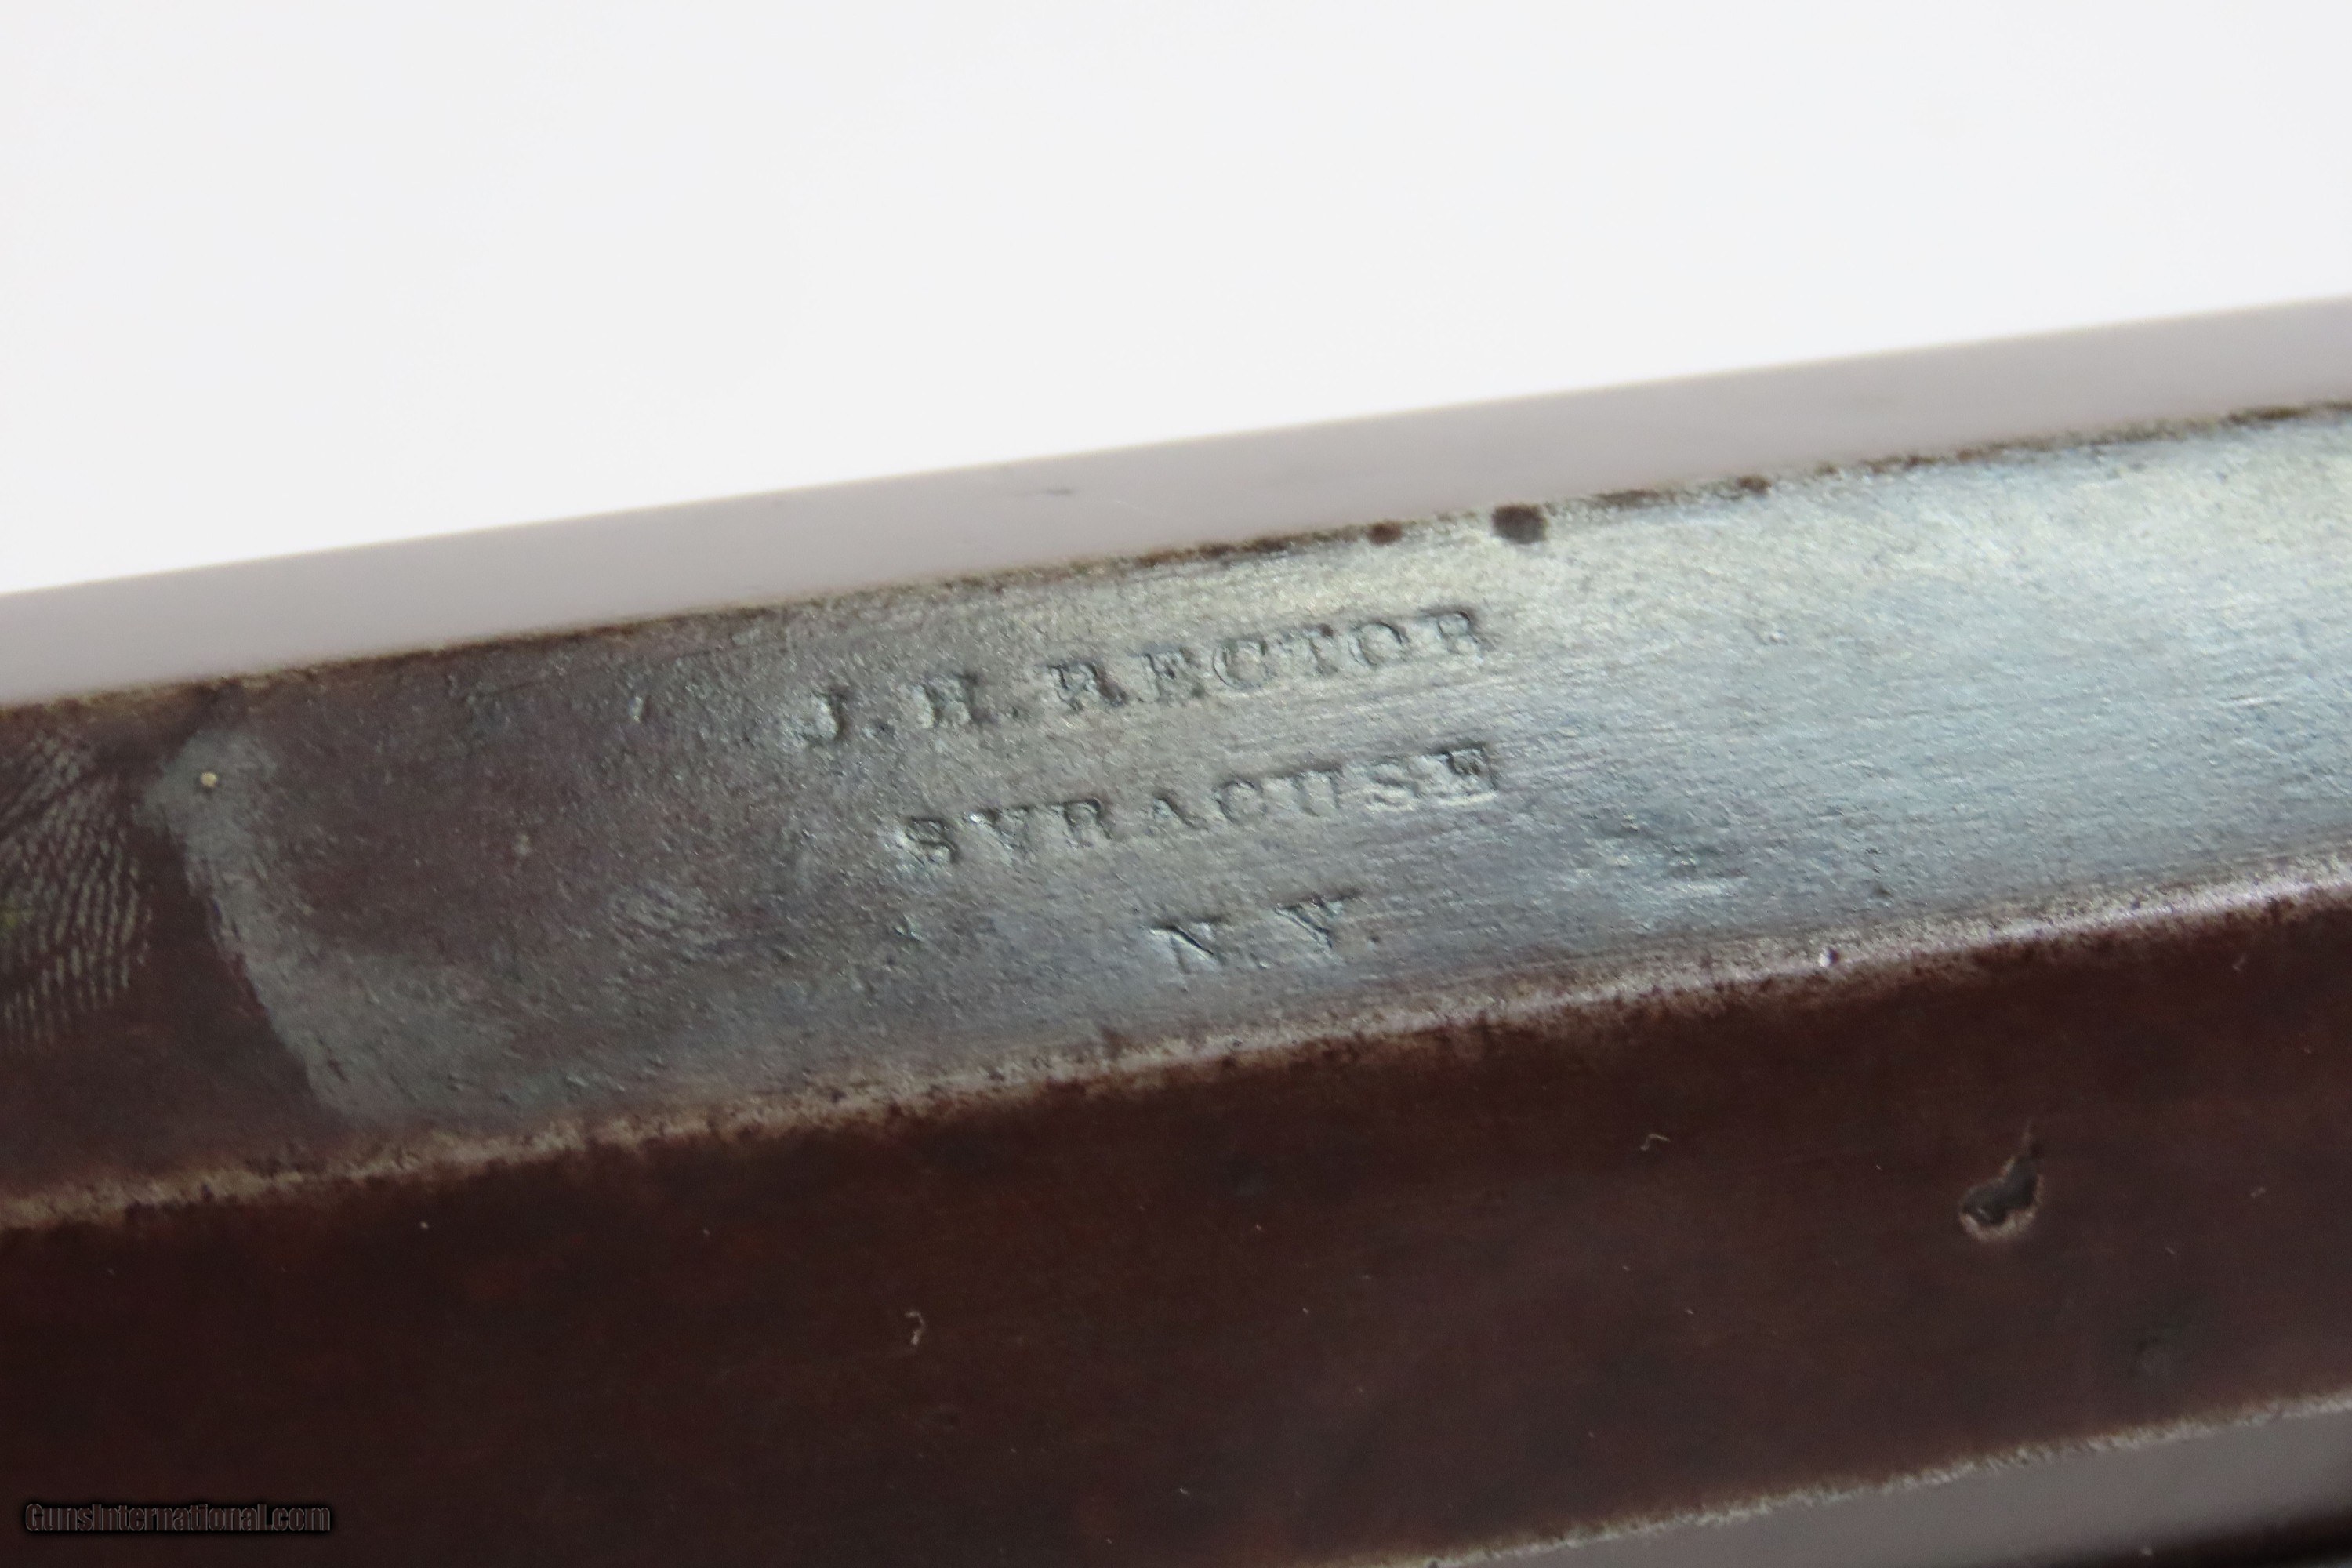 J.H.RECTOR
SYRACUSE
N.Y.
GunsInternational.com